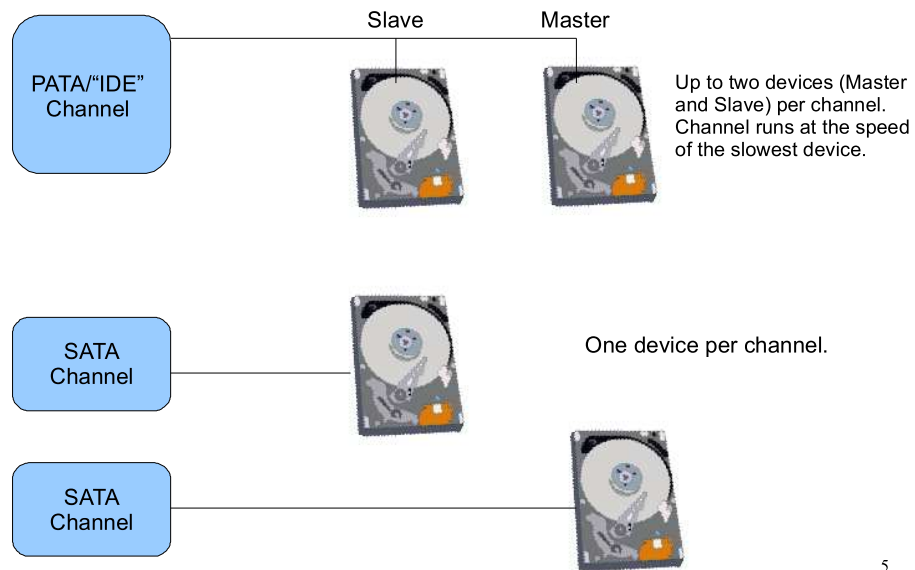 Slave
Master
PATA/“IDE”
Channel
Up to two devices (Master
and Slave) per channel.
Channel runs at the speed
of the slowest device.
SATA
Channel
One device per channel.
SATA
Channel
5